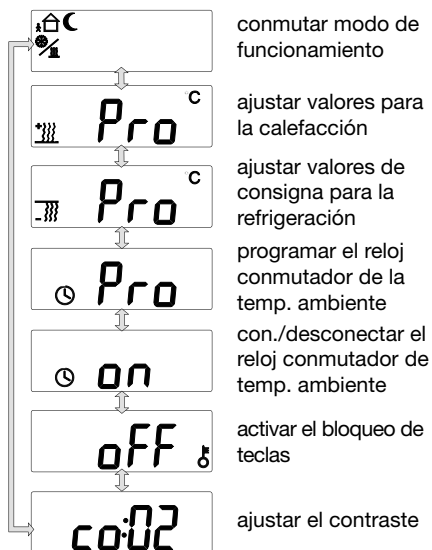 conmutar modo de
funcionamiento
°C
Pro
ajustar valores para
la calefacción
°C
Pro
ajustar valores de
consigna para la
refrigeración
Pro
programar el reloj
conmutador de la
temp. ambiente
on
con./desconectar el
reloj conmutador de
temp. ambiente
oFF
activar el bloqueo de
teclas
co:02
ajustar el contraste